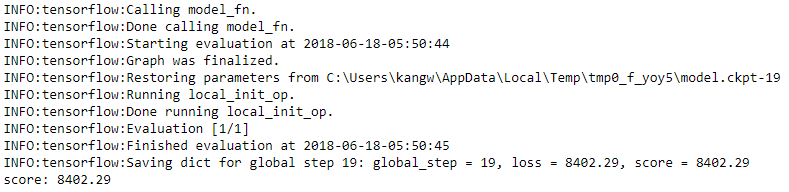 INFO:tensorflow:Calling model_fn.
INFO:tensorflow:Done calling model_fn.
INFO:tensorflow:Starting evaluation at 2018-06-18-05:50:44
INFO:tensorflow:Graph was finalized.
INFO:tensorflow:Restoring parameters from C:\Users\kangw\AppData\Local\Temp\tmp0_f_yoy5\model.ckpt-19
INFO:tensorflow:Running local_init_op.
INFO:tensorflow:Done running local_init_op.
INFO:tensorflow:Evaluation [1/1]
INFO:tensorflow:Finished evaluation at 2018-06-18-05:50:45
INFO:tensorflow:Saving dict for global step 19: global_step = 19, loss = 8402.29, score = 8402.29
score: 8402.29